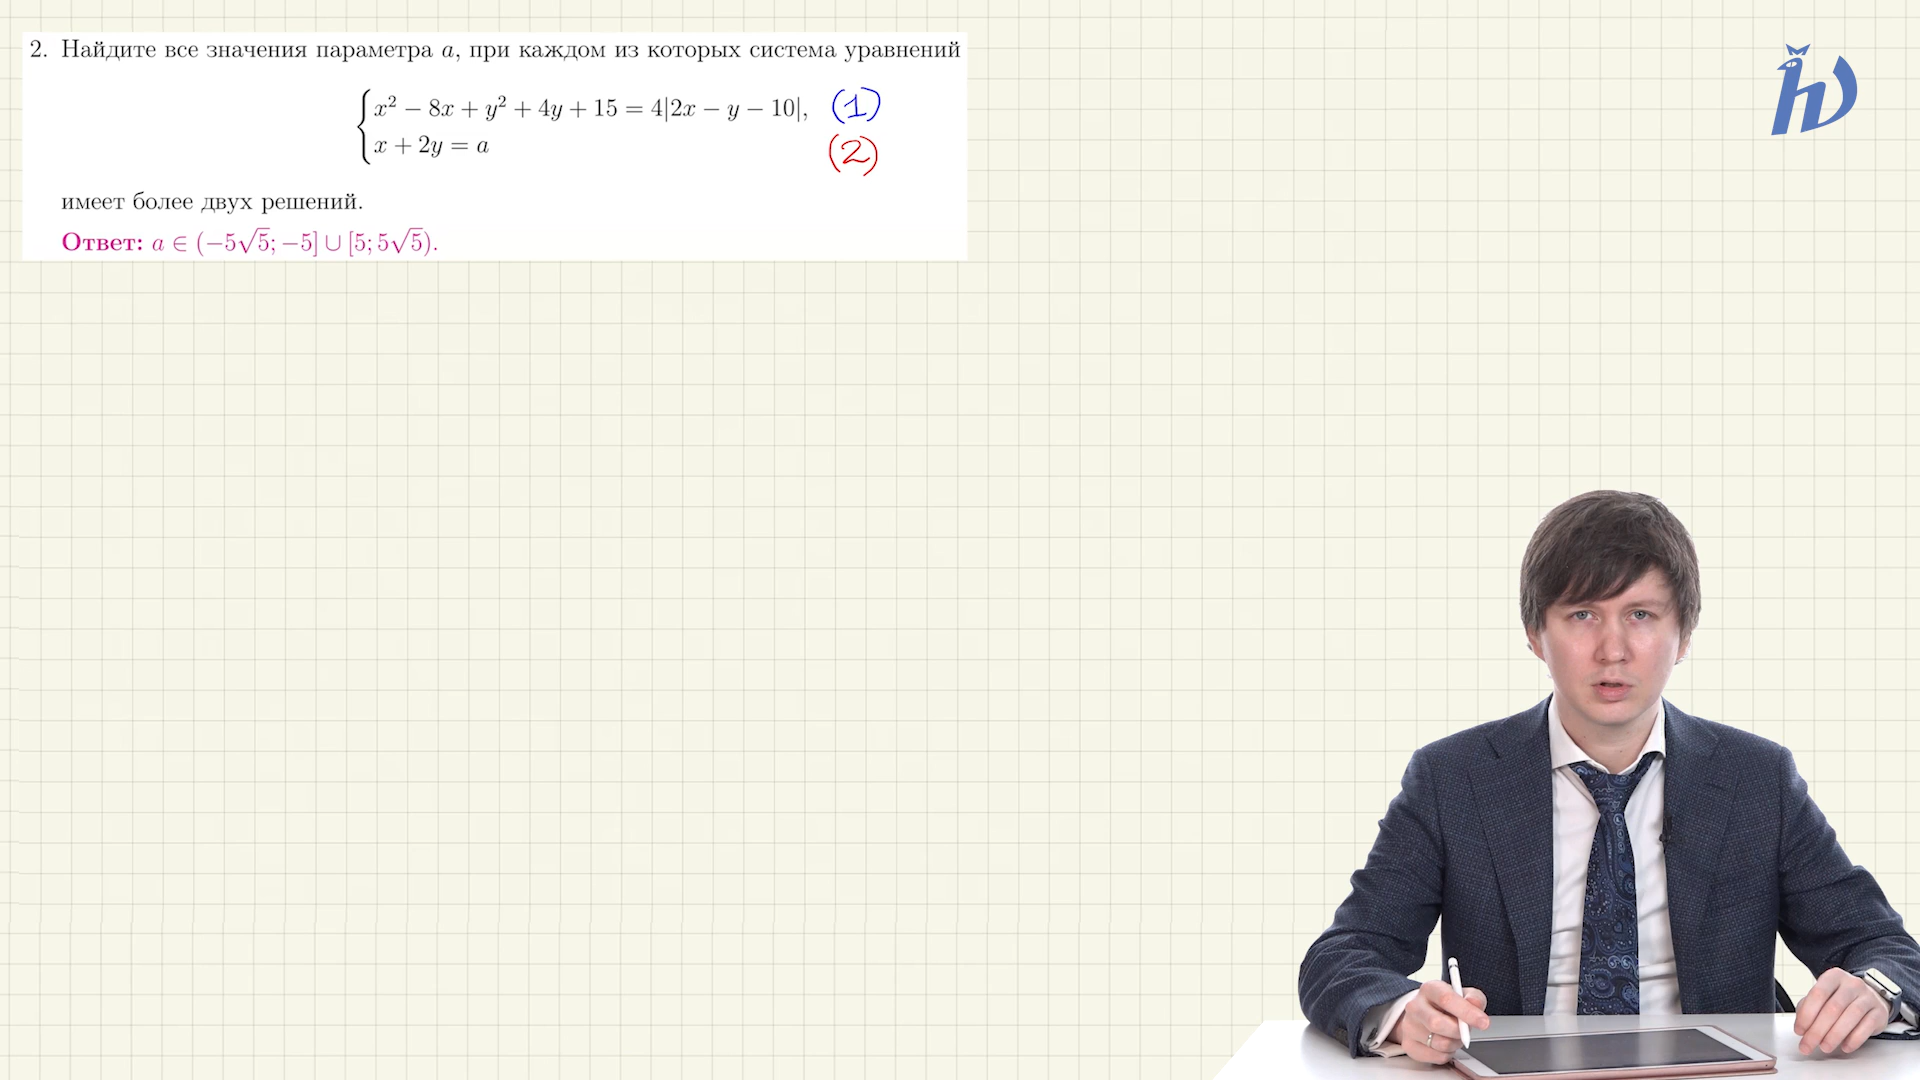 2. Найдите все значения параметра a, при каждом из которых система уравнений
x² − 8x + y² + 4y + 15 = 4|2x − y − 10|, (1)
x + 2y = a (2)
имеет более двух решений.
Ответ: a ∈ (−5√5; −5] ∪ [5; 5√5).